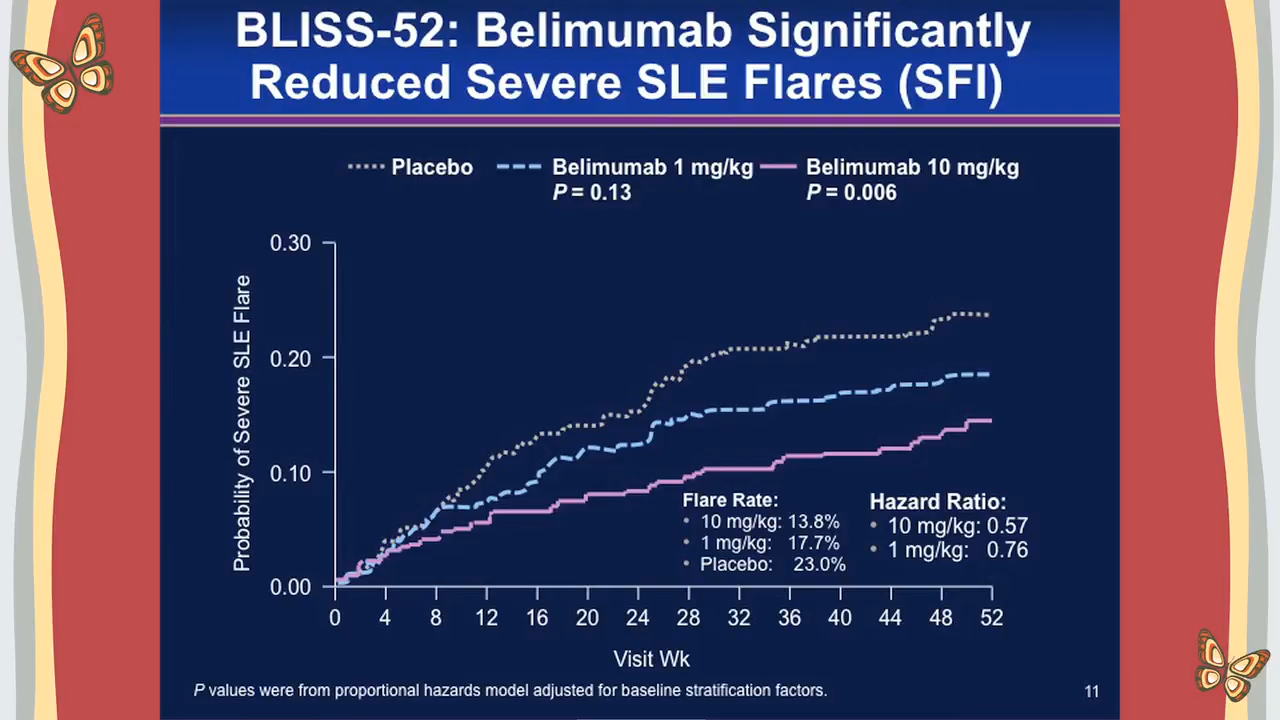 BLISS-52: Belimumab Significantly
Reduced Severe SLE Flares (SFI)
Placebo
Belimumab 1 mg/kg
P = 0.13
Belimumab 10 mg/kg
P = 0.006
Probability of Severe SLE Flare
0.30
0.20
0.10
0.00
Flare Rate:
• 10 mg/kg: 13.8%
• 1 mg/kg: 17.7%
• Placebo: 23.0%
Hazard Ratio:
• 10 mg/kg: 0.57
• 1 mg/kg: 0.76
0 4 8 12 16 20 24 28 32 36 40 44 48 52
Visit Wk
P values were from proportional hazards model adjusted for baseline stratification factors.
11